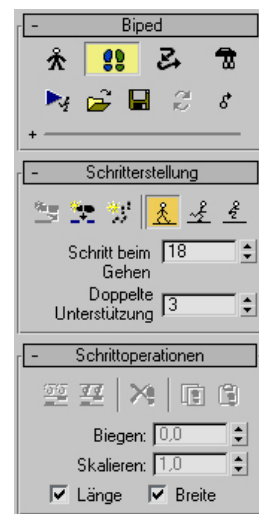 - Biped
+
- Schritterstellung
Schritt beim Gehen 18
Doppelte Unterstützung 3
- Schrittoperationen
Biegen: 0,0
Skalieren: 1,0
Länge Breite